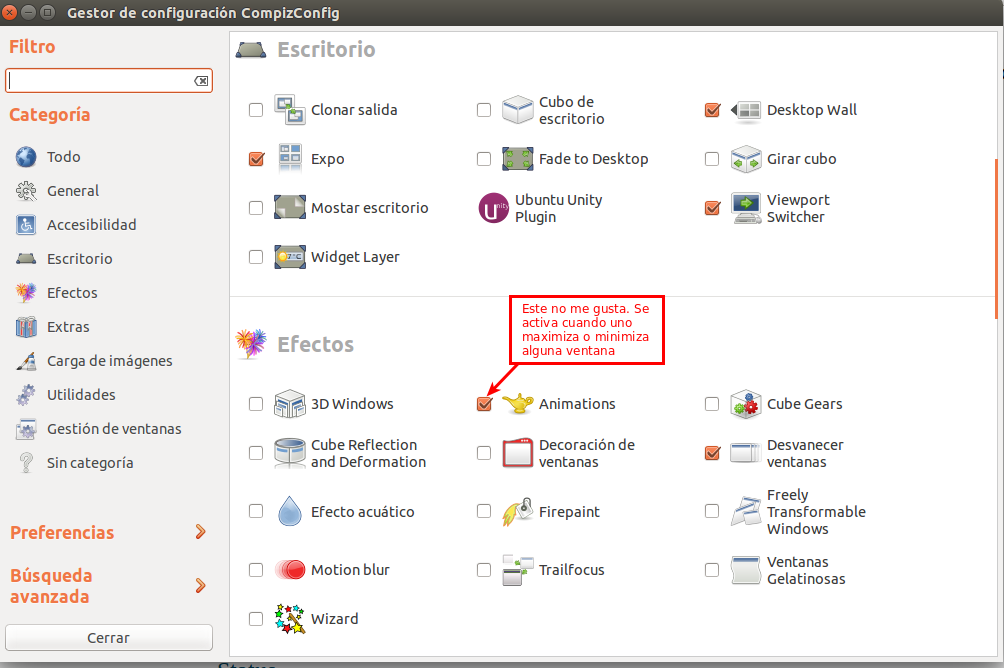 Gestor de configuración CompizConfig
Filtro
Categoría
Todo
General
Accesibilidad
Escritorio
Efectos
Extras
Carga de imágenes
Utilidades
Gestión de ventanas
Sin categoría
Preferencias
Búsqueda
avanzada
Cerrar
Escritorio
Clonar salida
Cubo de
escritorio
Desktop Wall
Expo
Fade to Desktop
Girar cubo
Mostar escritorio
Ubuntu Unity
Plugin
Viewport
Switcher
Widget Layer
Este no me gusta. Se
activa cuando uno
maximiza o minimiza
alguna ventana
Efectos
3D Windows
Animations
Cube Gears
Cube Reflection
and Deformation
Decoración de
ventanas
Desvanecer
ventanas
Efecto acuático
Firepaint
Freely
Transformable
Windows
Motion blur
Trailfocus
Ventanas
Gelatinosas
Wizard